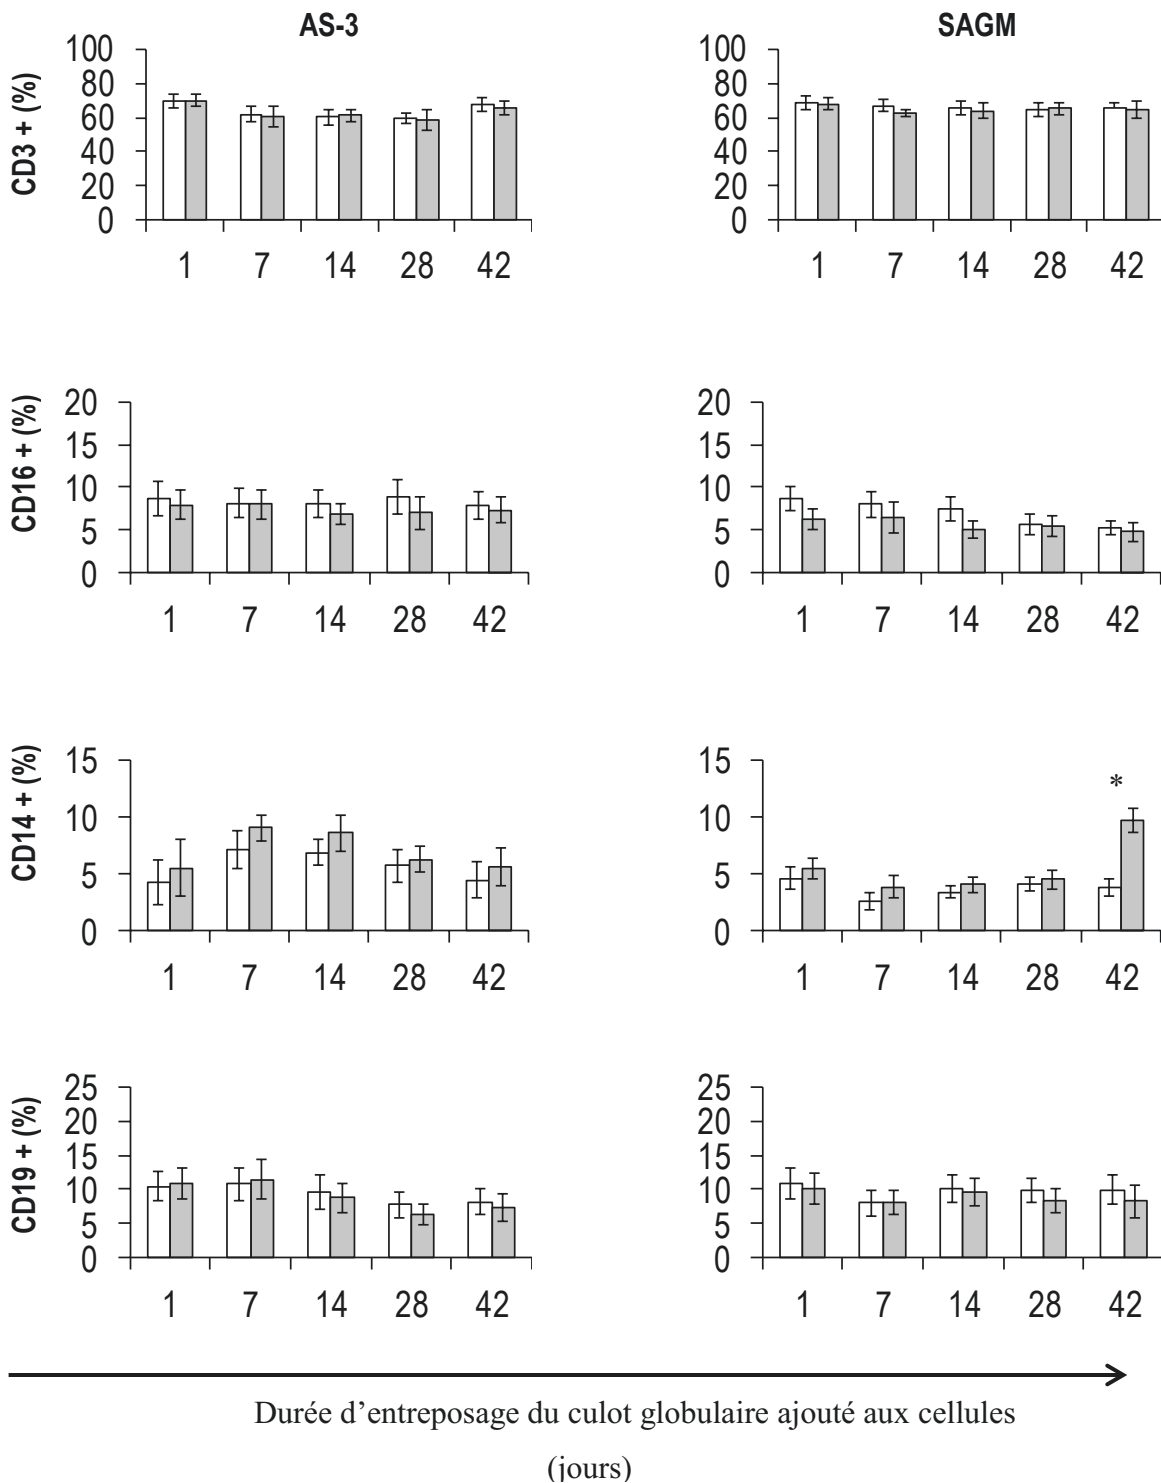 AS-3
SAGM
CD3 + (%)
100
80
60
40
20
0
1 7 14 28 42
100
80
60
40
20
0
1 7 14 28 42
CD16 + (%)
20
15
10
5
0
1 7 14 28 42
20
15
10
5
0
1 7 14 28 42
CD14 + (%)
15
10
5
0
1 7 14 28 42
15
10
5
0
*
1 7 14 28 42
CD19 + (%)
25
20
15
10
5
0
1 7 14 28 42
25
20
15
10
5
0
1 7 14 28 42
Durée d’entreposage du culot globulaire ajouté aux cellules
(jours)